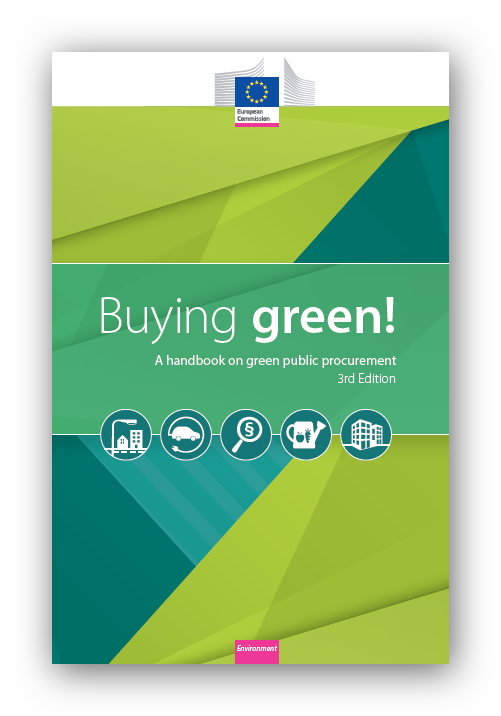 European
Commission
Buying green!
A handbook on green public procurement
3rd Edition
§
Environment